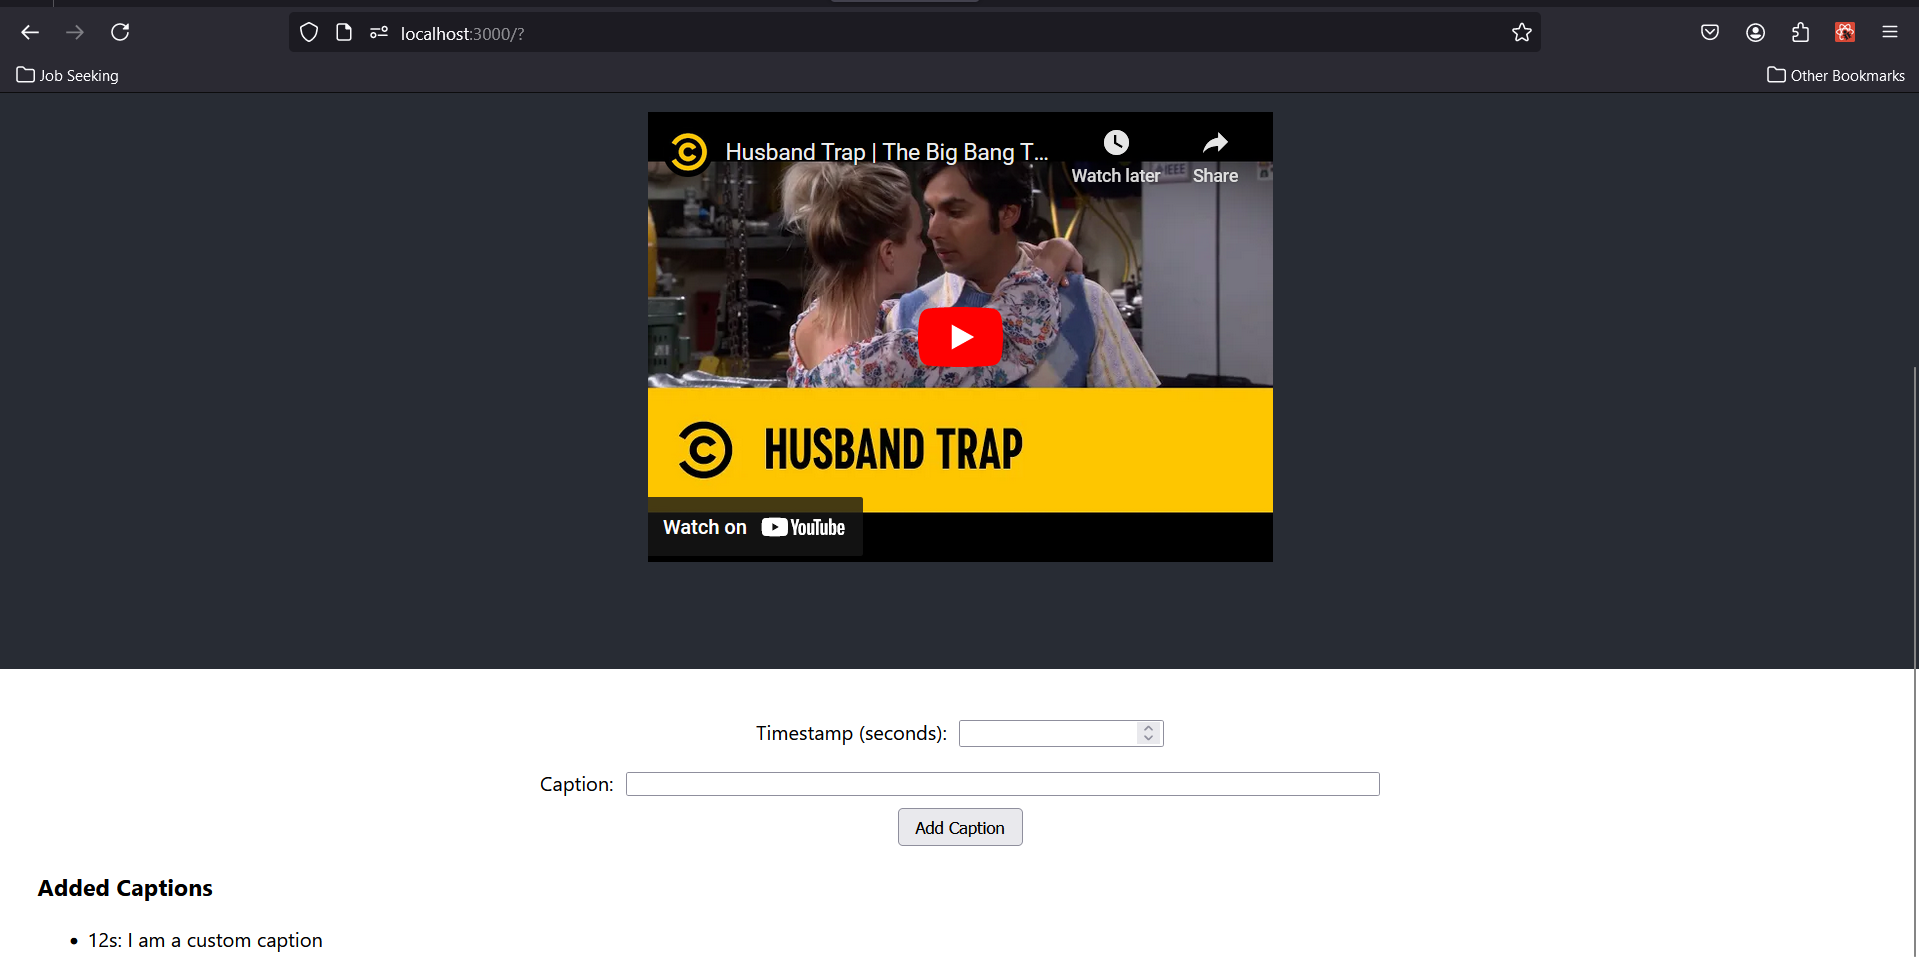 localhost:3000/?
Job Seeking
Other Bookmarks
Husband Trap | The Big Bang T...
Watch later
Share
IEEE
HUSBAND TRAP
Watch on YouTube
Timestamp (seconds):
Caption:
Add Caption
Added Captions
• 12s: I am a custom caption